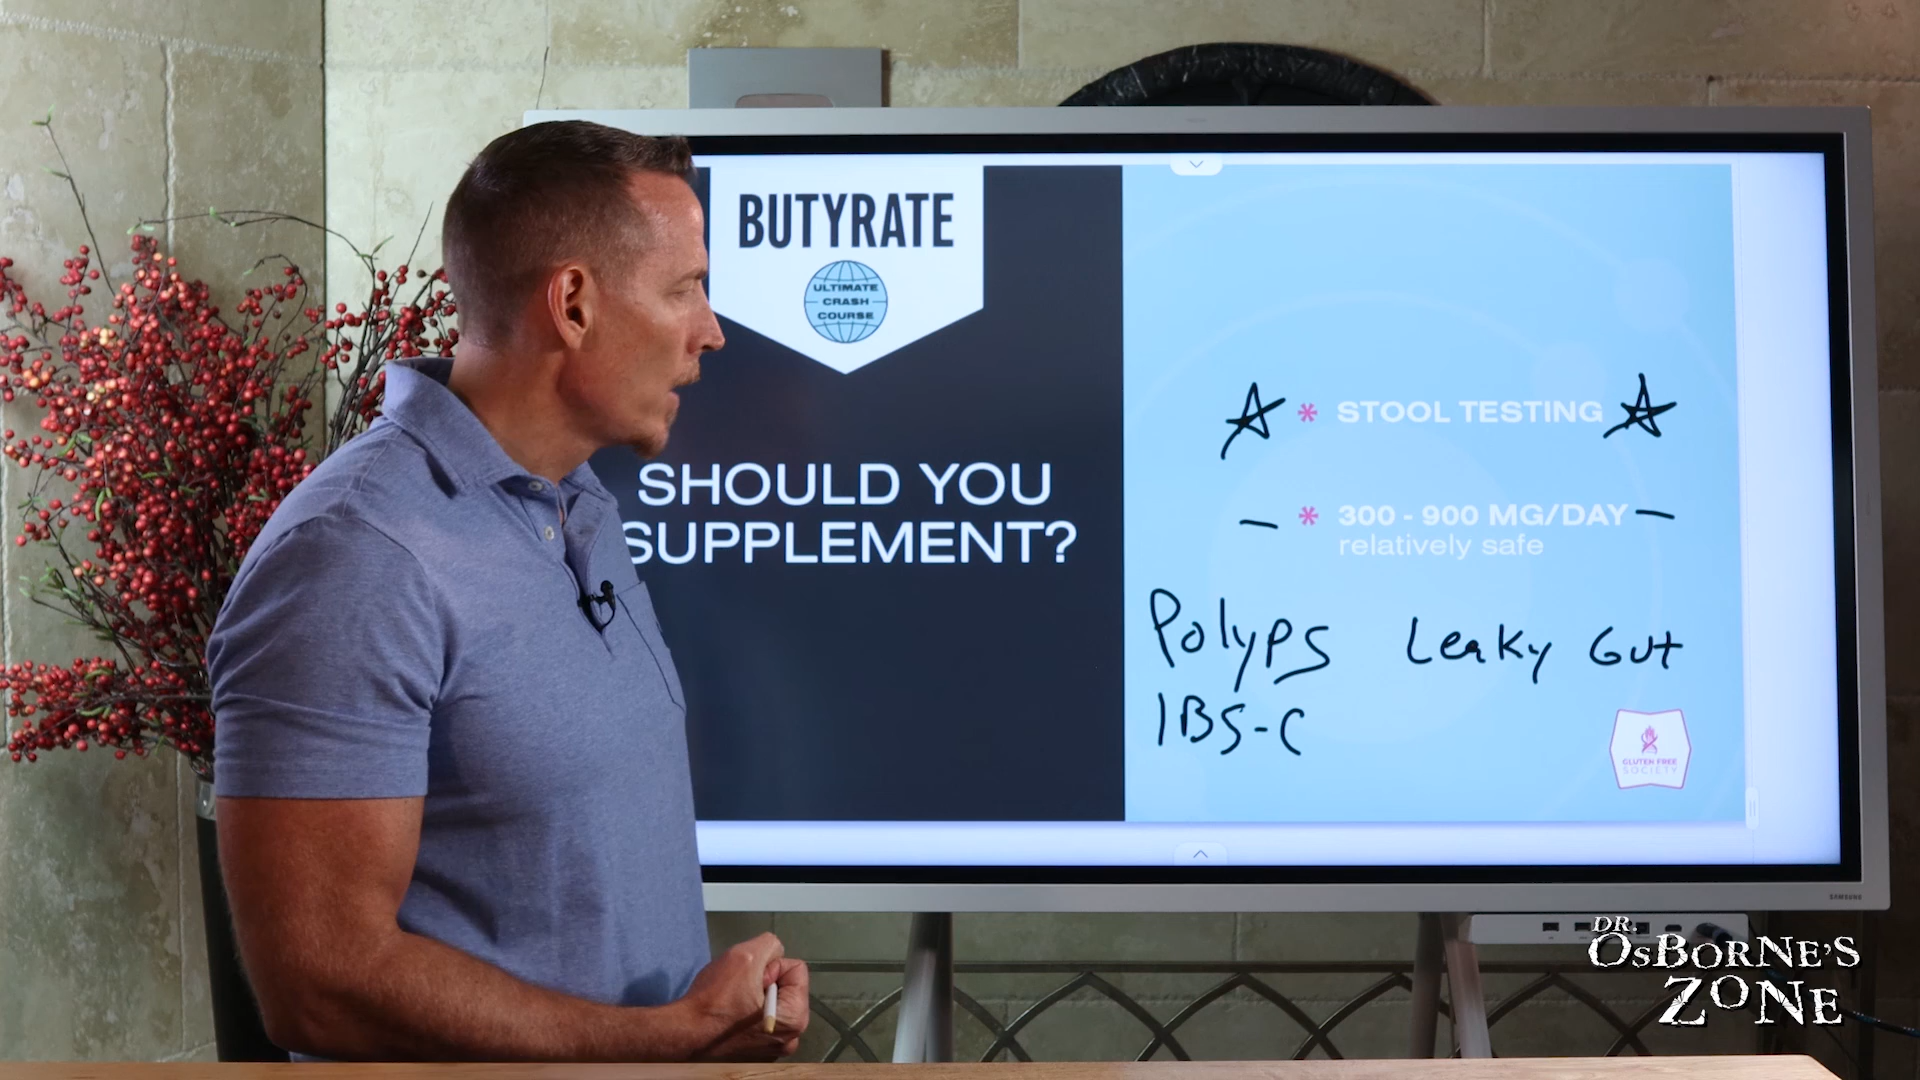 BUTYRATE
ULTIMATE
CRASH
COURSE
SHOULD YOU
SUPPLEMENT?
* STOOL TESTING
* 300 - 900 MG/DAY
relatively safe
Polyps Leaky Gut
IBS-C
GLUTEN FREE
SOCIETY
SAMSUNG
DR.
OSBORNE'S
ZONE